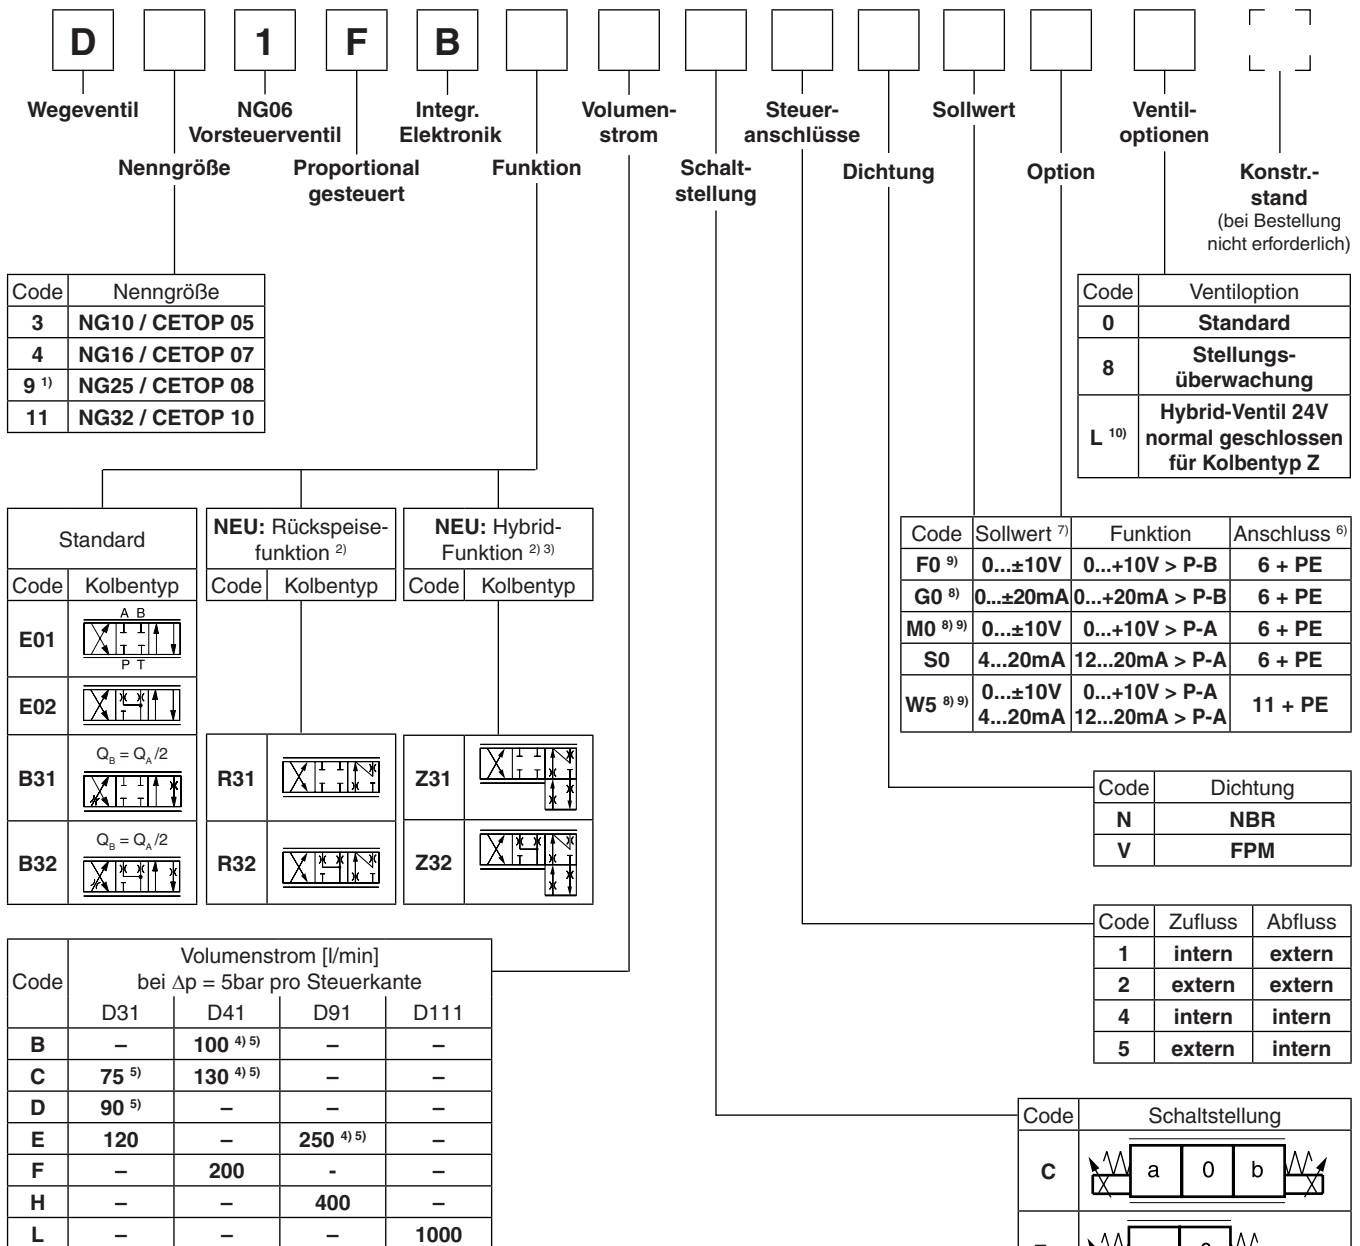 D 1 F B
Wegeventil
NG06
Vorsteuerventil
Integr.
Elektronik
Volumen-
strom
Steuer-
anschlüsse
Sollwert
Ventil-
optionen
Nenngröße
Proportional
gesteuert
Funktion
Schalt-
stellung
Dichtung
Option
Konstr.-
stand
(bei Bestellung
nicht erforderlich)
Code Nenngröße
3 NG10 / CETOP 05
4 NG16 / CETOP 07
9 1) NG25 / CETOP 08
11 NG32 / CETOP 10
Code Ventiloption
0 Standard
8 Stellungs-
überwachung
L 10) Hybrid-Ventil 24V
normal geschlossen
für Kolbentyp Z
Standard
Code Kolbentyp
E01 A B
P T
E02
B31 QB = QA/2
B32 QB = QA/2
NEU: Rückspeise-
funktion 2)
Code Kolbentyp
R31
R32
NEU: Hybrid-
Funktion 2) 3)
Code Kolbentyp
Z31
Z32
Code Sollwert 7) Funktion Anschluss 6)
F0 9) 0...±10V 0...+10V > P-B 6 + PE
G0 8) 0...±20mA 0...+20mA > P-B 6 + PE
M0 8) 9) 0...±10V 0...+10V > P-A 6 + PE
S0 4...20mA 12...20mA > P-A 6 + PE
W5 8) 9) 0...±10V 0...+10V > P-A 11 + PE
4...20mA 12...20mA > P-A
Code Dichtung
N NBR
V FPM
Code Zufluss Abfluss
1 intern extern
2 extern extern
4 intern intern
5 extern intern
Code Volumenstrom [l/min]
bei Δp = 5bar pro Steuerkante
D31 D41 D91 D111
B – 100 4) 5) – –
C 75 5) 130 4) 5) – –
D 90 5) – – –
E 120 – 250 4) 5) –
F – 200 - –
H – – 400 –
L – – – 1000
Code Schaltstellung
C a 0 b